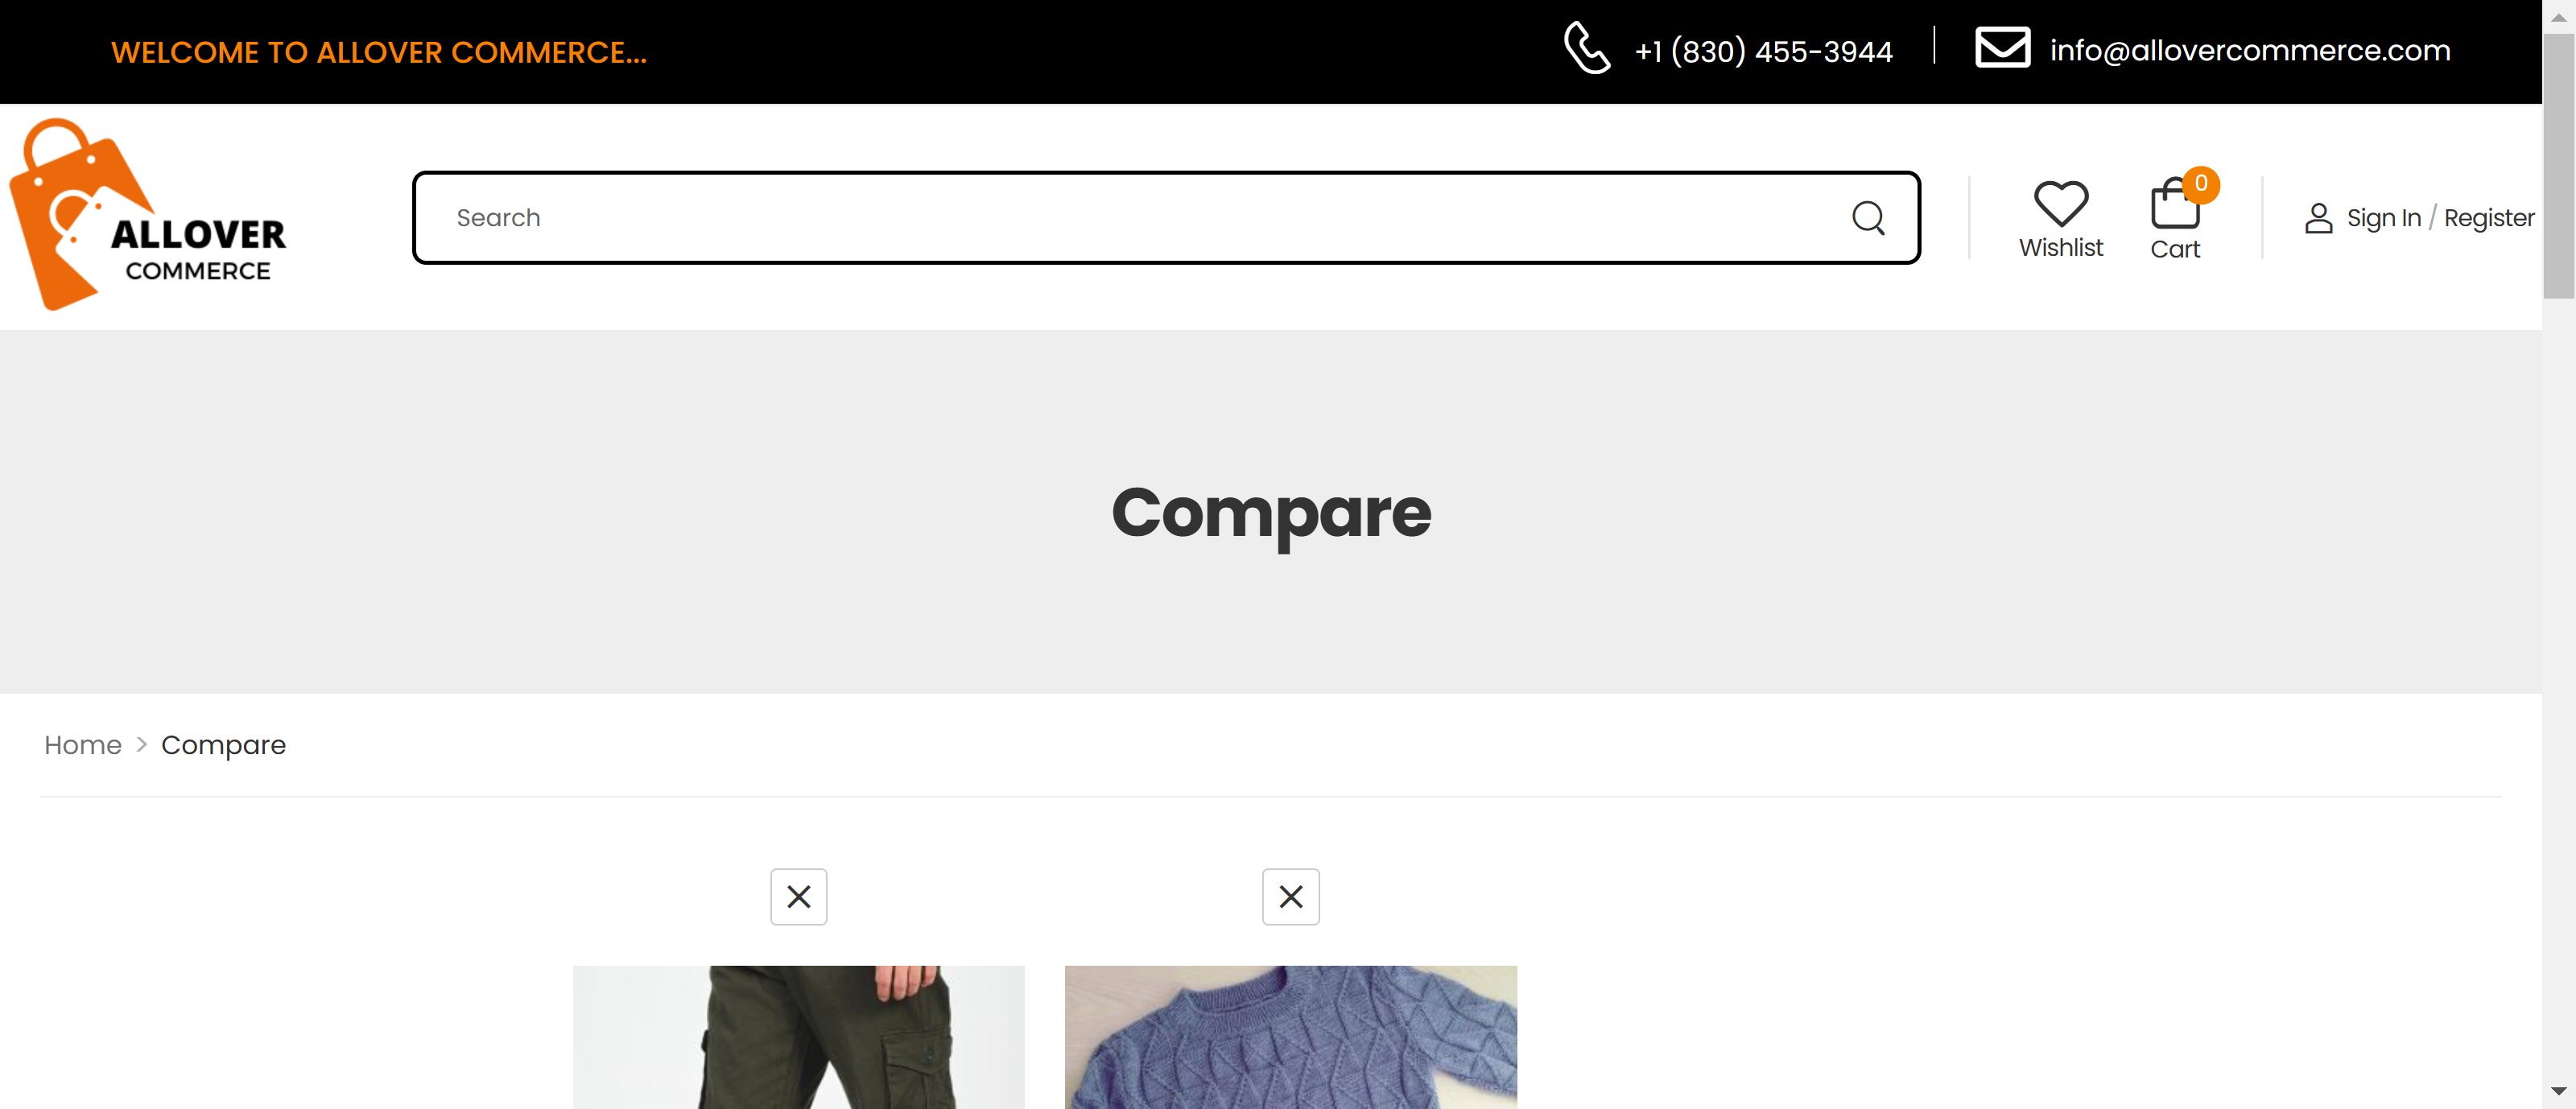 WELCOME TO ALLOVER COMMERCE...
+1 (830) 455-3944
info@allovercommerce.com
ALLOVER
COMMERCE
Search
Wishlist
0
Cart
Sign In / Register
Compare
Home > Compare